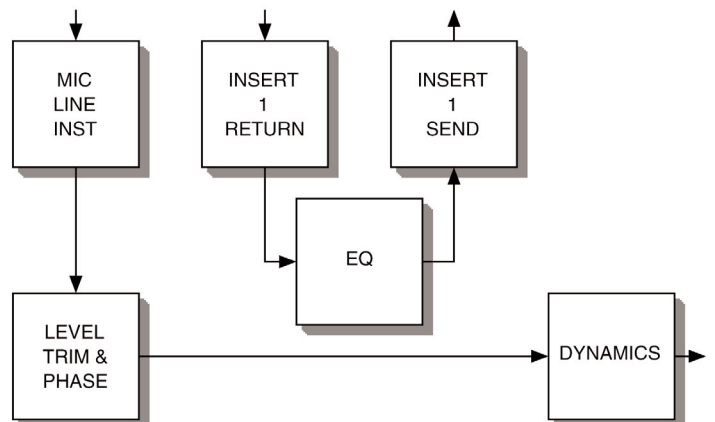 MIC
LINE
INST
INSERT
1
RETURN
INSERT
1
SEND
EQ
LEVEL
TRIM &
PHASE
DYNAMICS